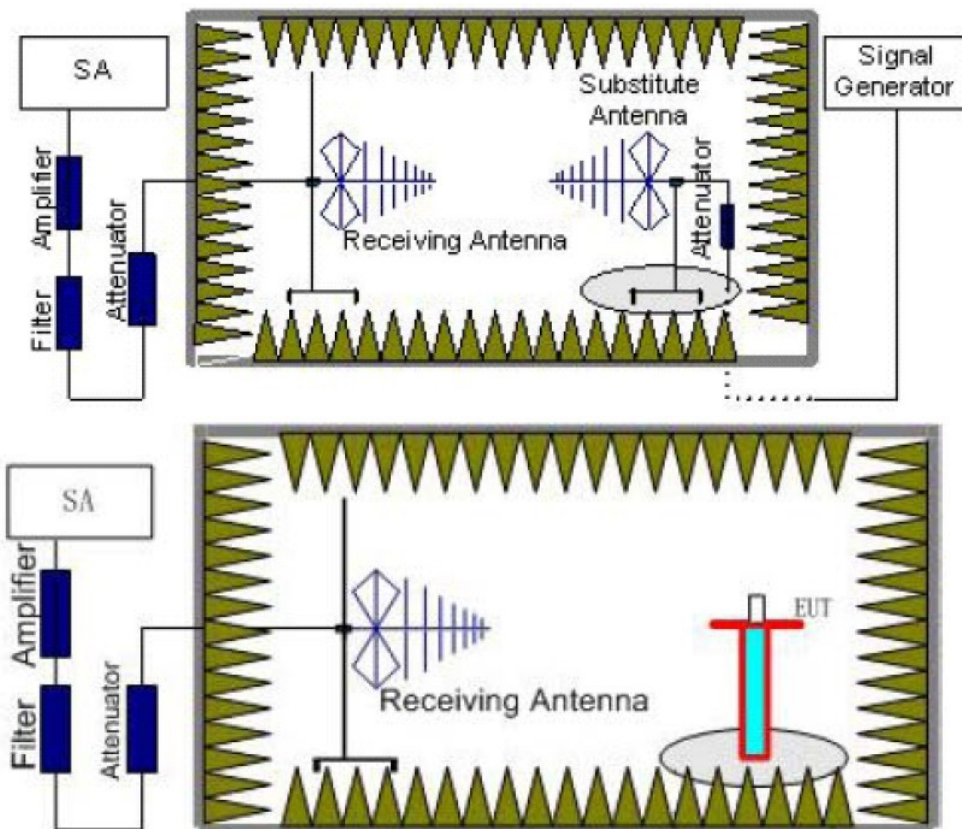 SA
Signal
Generator
Substitute
Antenna
Amplifier
Attenuator
Attenuator
Receiving Antenna
Filter
SA
Amplifier
EUT
Attenuator
Receiving Antenna
Filter